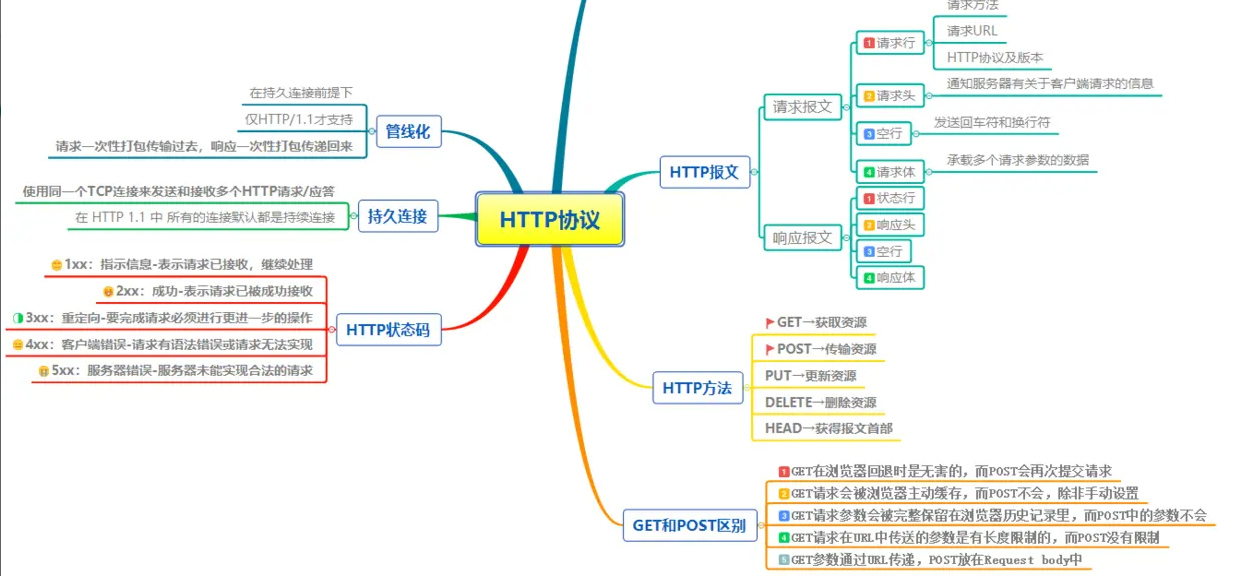 HTTP协议
管线化
在持久连接前提下
仅HTTP/1.1才支持
请求一次性打包传输过去，响应一次性打包传递回来
持久连接
使用同一个TCP连接来发送和接收多个HTTP请求/应答
在 HTTP 1.1 中 所有的连接默认都是持续连接
HTTP状态码
1xx：指示信息-表示请求已接收，继续处理
2xx：成功-表示请求已被成功接收
3xx：重定向-要完成请求必须进行更进一步的操作
4xx：客户端错误-请求有语法错误或请求无法实现
5xx：服务器错误-服务器未能实现合法的请求
HTTP报文
请求报文
1 请求行
请求方法
请求URL
HTTP协议及版本
2 请求头
通知服务器有关于客户端请求的信息
3 空行
发送回车符和换行符
4 请求体
承载多个请求参数的数据
响应报文
1 状态行
2 响应头
3 空行
4 响应体
HTTP方法
GET→获取资源
POST→传输资源
PUT→更新资源
DELETE→删除资源
HEAD→获得报文首部
GET和POST区别
1 GET在浏览器回退时是无害的，而POST会再次提交请求
2 GET请求会被浏览器主动缓存，而POST不会，除非手动设置
3 GET请求参数会被完整保留在浏览器历史记录里，而POST中的参数不会
4 GET请求在URL中传送的参数是有长度限制的，而POST没有限制
5 GET参数通过URL传递，POST放在Request body中